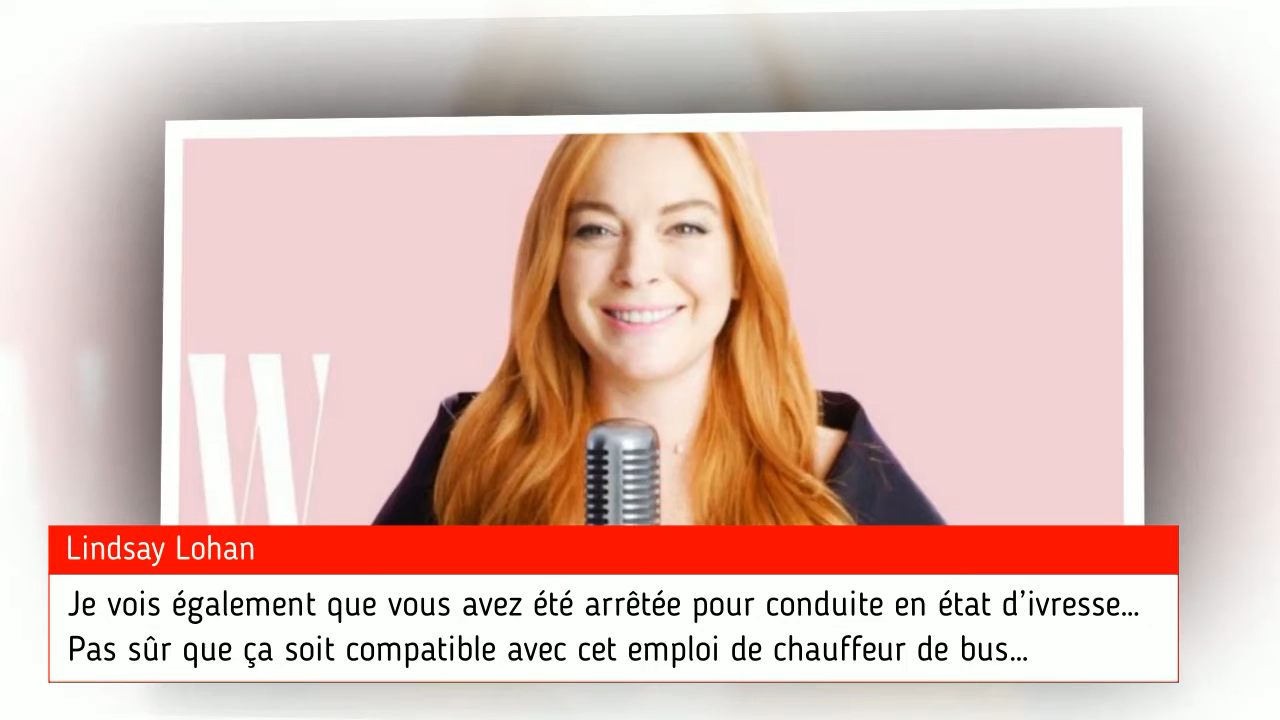 W
Lindsay Lohan
Je vois également que vous avez été arrêtée pour conduite en état d’ivresse...
Pas sûr que ça soit compatible avec cet emploi de chauffeur de bus...